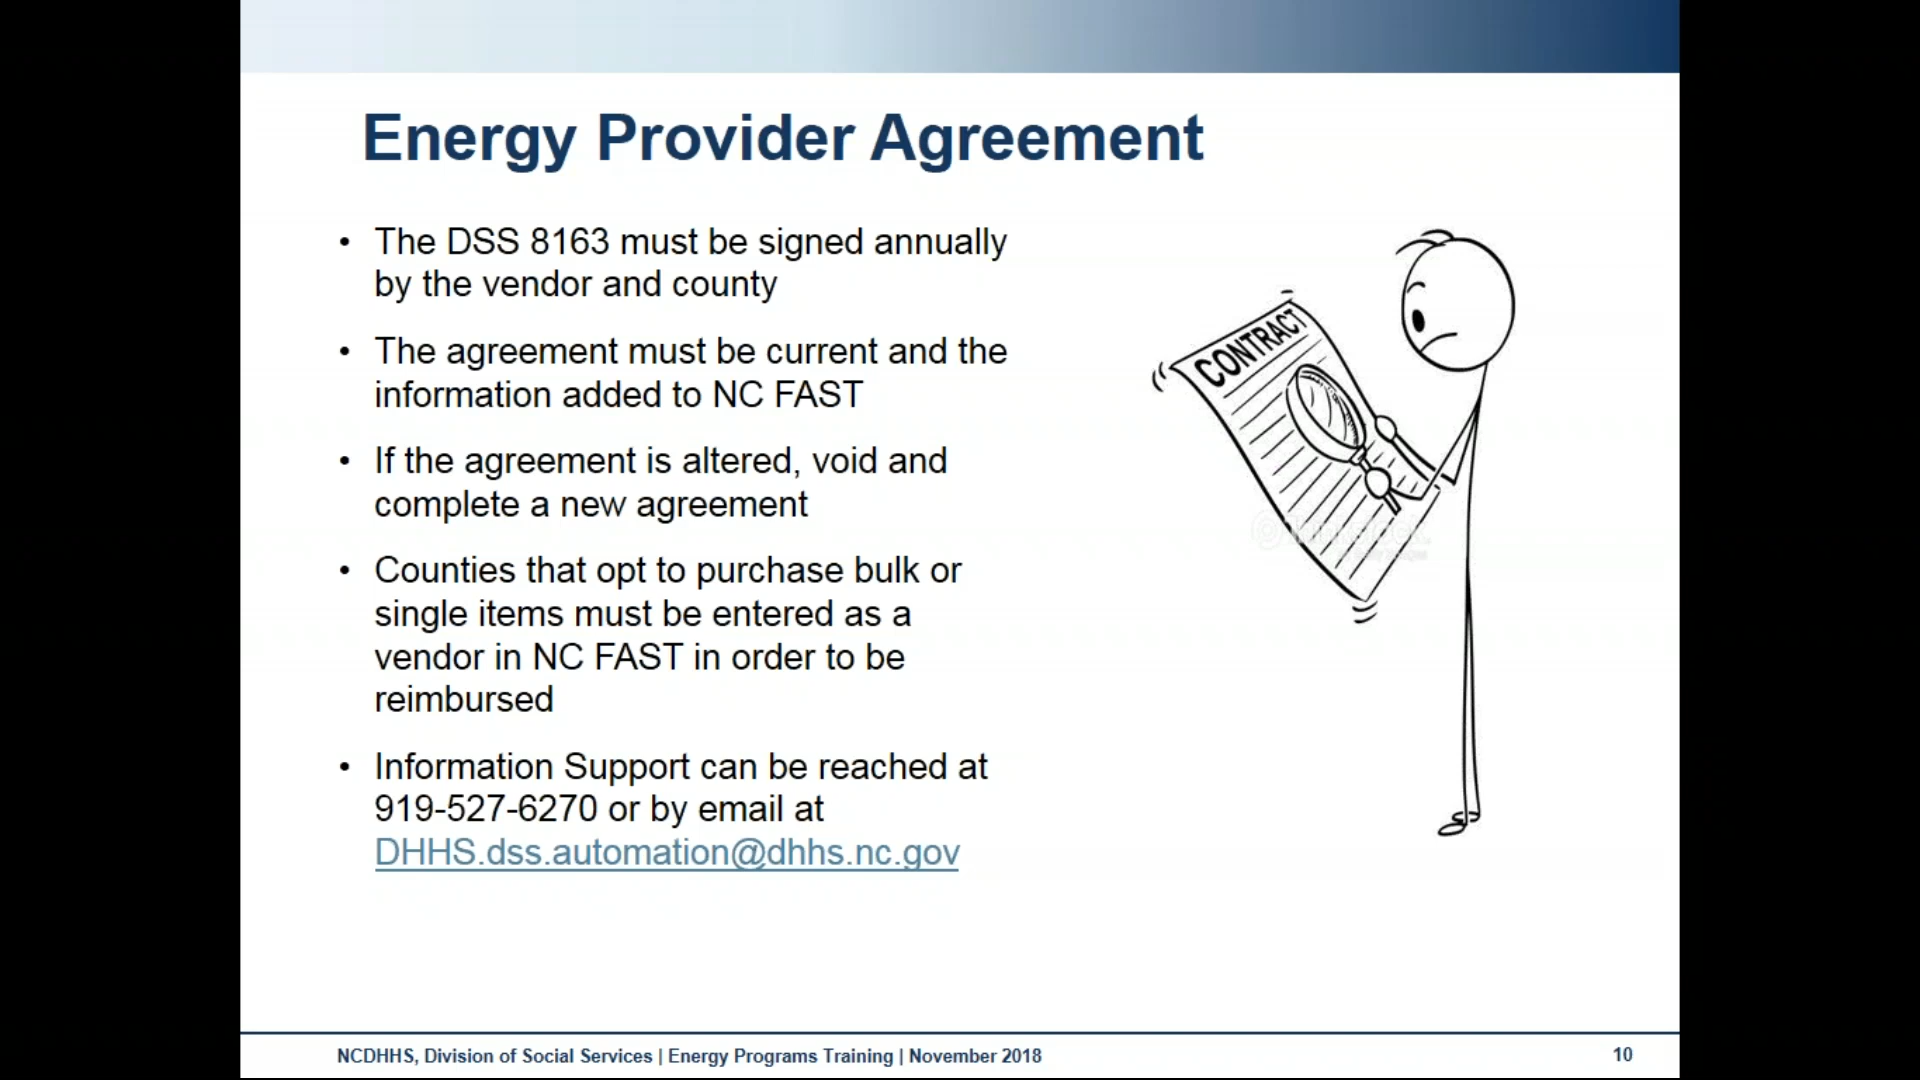 Energy Provider Agreement
• The DSS 8163 must be signed annually
by the vendor and county
• The agreement must be current and the
information added to NC FAST
• If the agreement is altered, void and
complete a new agreement
• Counties that opt to purchase bulk or
single items must be entered as a
vendor in NC FAST in order to be
reimbursed
• Information Support can be reached at
919-527-6270 or by email at
DHHS.dss.automation@dhhs.nc.gov
CONTRACT
NCDHHS, Division of Social Services | Energy Programs Training | November 2018
10